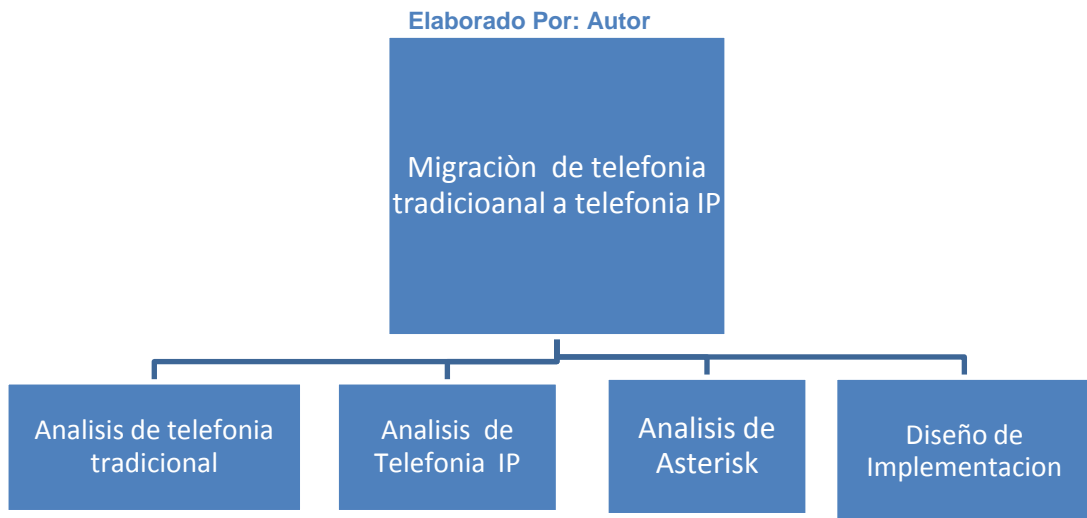 Elaborado Por: Autor
Migraciòn de telefonia
tradicioanal a telefonia IP
Analisis de telefonia
tradicional
Analisis de
Telefonia IP
Analisis de
Asterisk
Diseño de
Implementacion